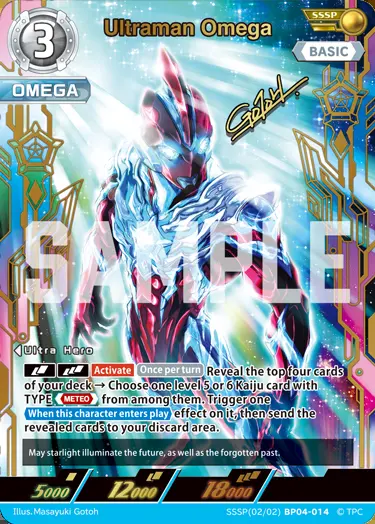 Ultraman Omega
SSSP
3
BASIC
OMEGA
Gotoh
SAMPLE
Ultra Hero
Activate Once per turn Reveal the top four cards
of your deck → Choose one level 5 or 6 Kaiju card with
TYPE METEO from among them. Trigger one
When this character enters play effect on it, then send the
revealed cards to your discard area.
May starlight illuminate the future, as well as the forgotten past.
5000 12000 18000
Illus. Masayuki Gotoh SSSP(02/02) BP04-014 © TPC